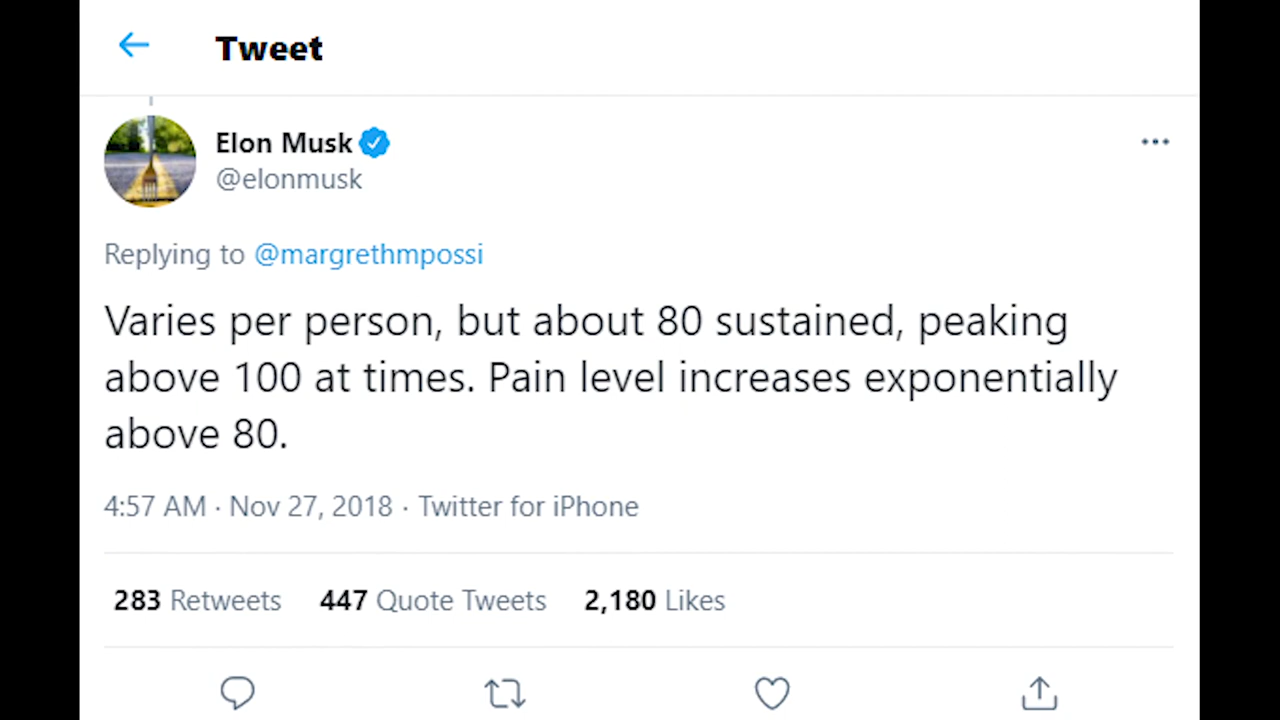 Tweet
Elon Musk
@elonmusk
Replying to @margrethmpossi
Varies per person, but about 80 sustained, peaking
above 100 at times. Pain level increases exponentially
above 80.
4:57 AM · Nov 27, 2018 · Twitter for iPhone
283 Retweets 447 Quote Tweets 2,180 Likes